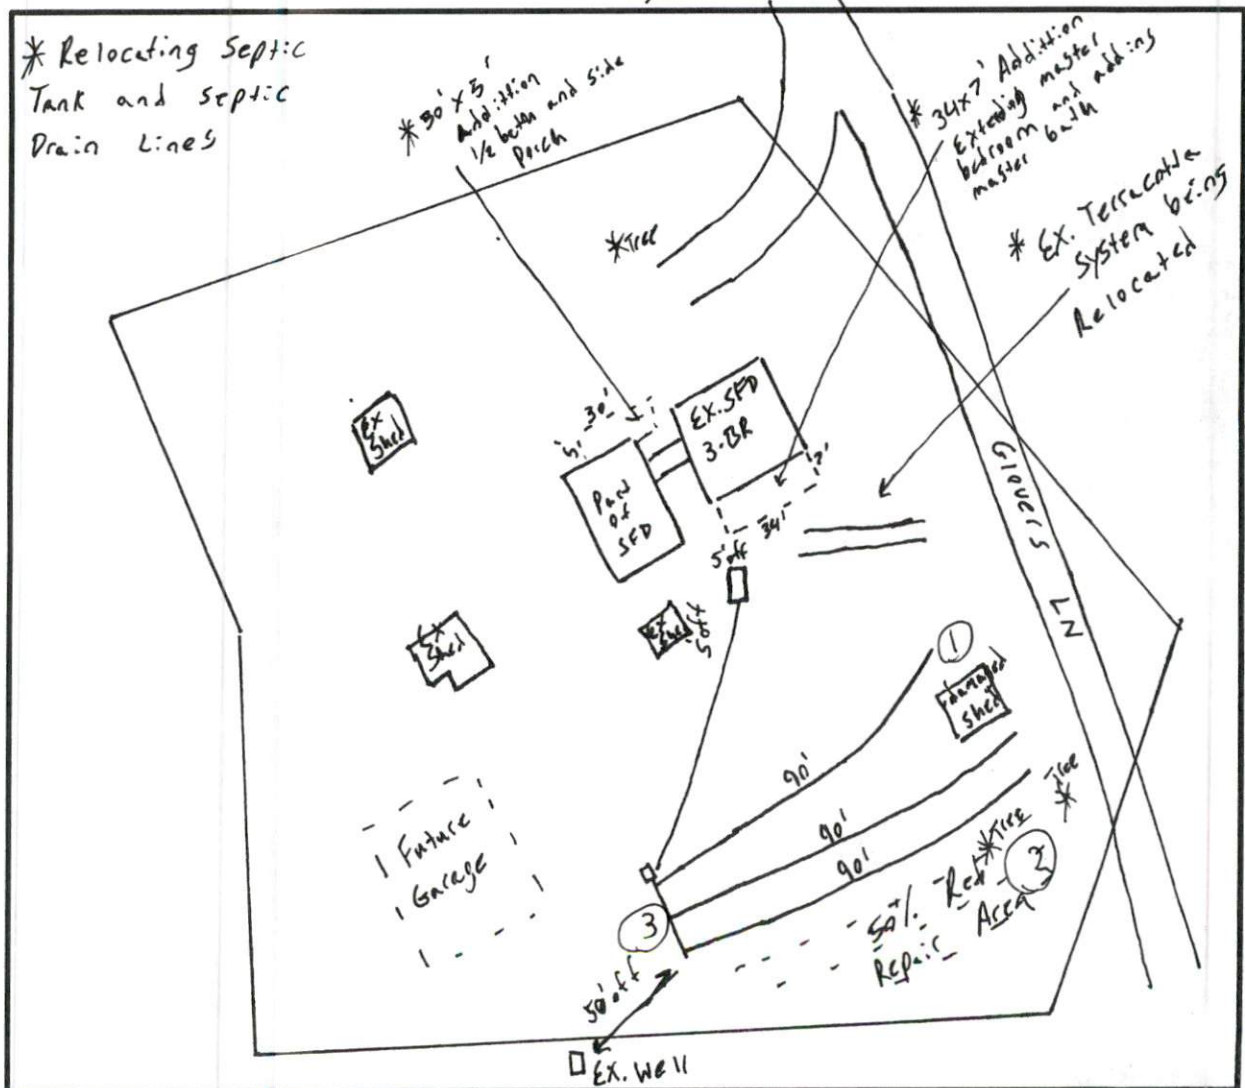 * Relocating Septic
Tank and septic
Drain Lines
* 30' x 5'
Addittion
1/2 bath and side
porch
* 34x7' Addittion
Extending master
bedroom and adding
master bath
* Ex. Terracotta
system being
Relocated
*Tree
Ex
Shed
5'
30'
EX. SFD
3-BR
7'
34'
Part
of
SFD
5' off
Glovers LN
Ex
Shed
Ex
Shed
5' off
1
damaged
shed
90'
90'
90'
Tree
*
*Tree
Future
Garage
3
50% Red
Repair Area
50' off
Ex. Well